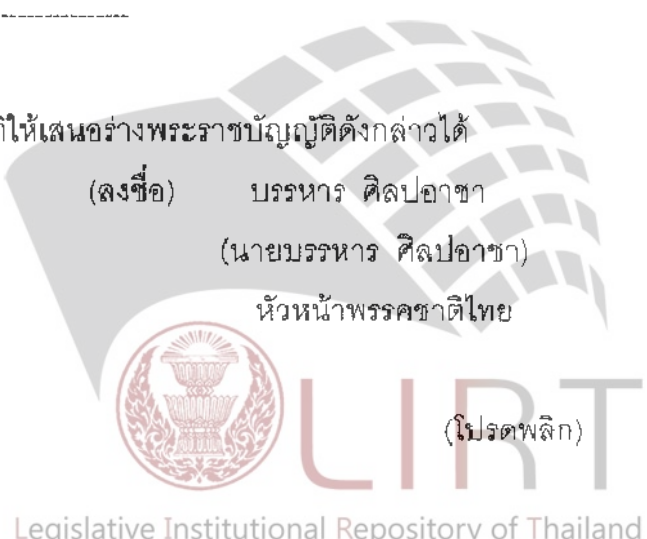 ให้เสนอร่างพระราชบัญญัติดังกล่าวได้
(ลงชื่อ) บรรหาร ศิลปอาชา
(นายบรรหาร ศิลปอาชา)
หัวหน้าพรรคชาติไทย
LIRT
(โปรดพลิก)
Legislative Institutional Repository of Thailand